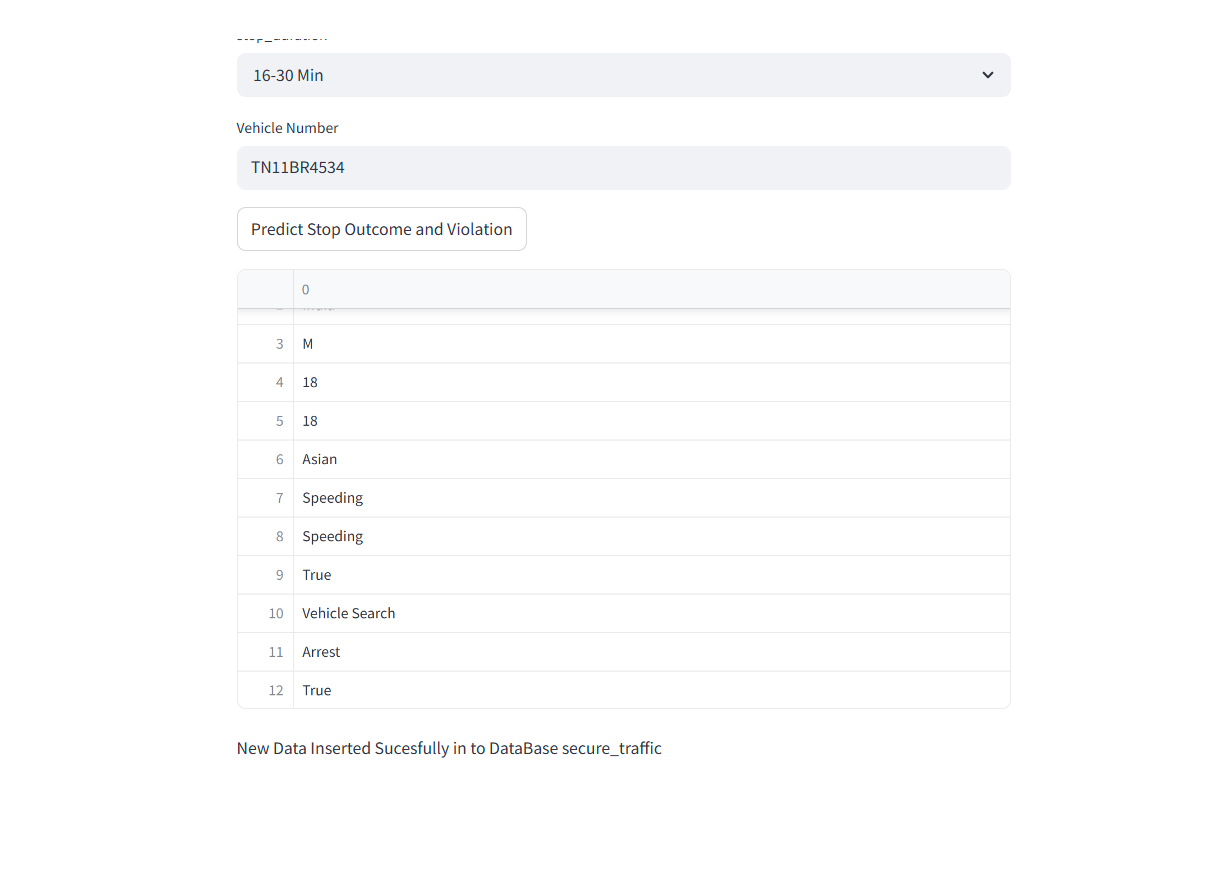 16-30 Min
Vehicle Number
TN11BR4534
Predict Stop Outcome and Violation
0
3 M
4 18
5 18
6 Asian
7 Speeding
8 Speeding
9 True
10 Vehicle Search
11 Arrest
12 True
New Data Inserted Sucesfully in to DataBase secure_traffic